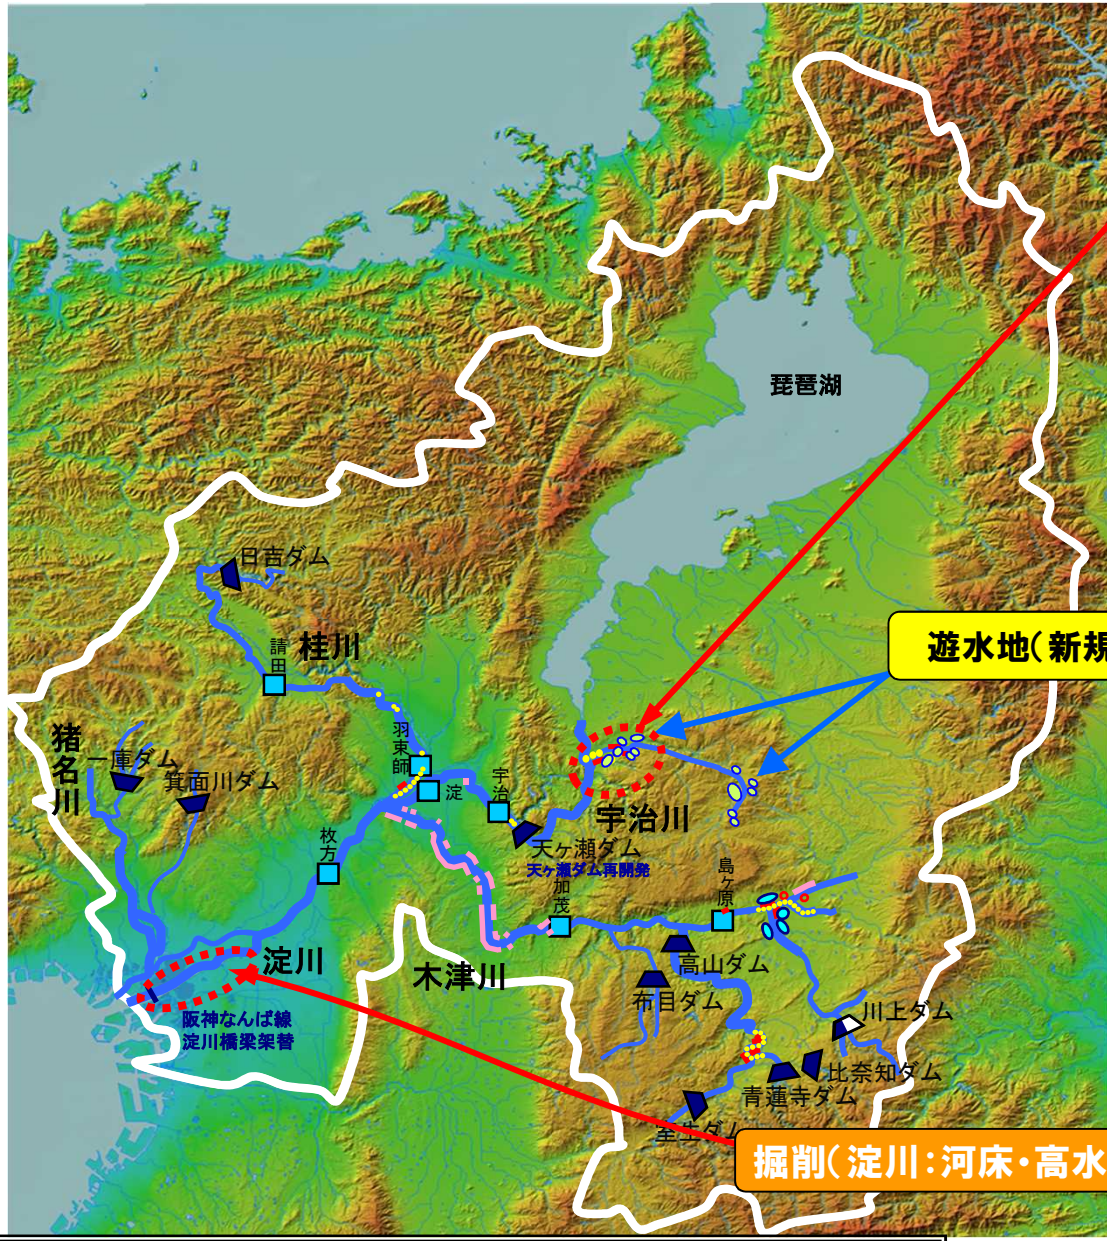 琵琶湖
日吉ダム
請田
桂川
遊水地（新規
猪名川
一庫ダム
箕面川ダム
羽束師
淀
宇治
宇治川
天ヶ瀬ダム
天ヶ瀬ダム再開発
枚方
加茂
島ヶ原
淀川
木津川
高山ダム
布目ダム
川上ダム
阪神なんば線
淀川橋梁架替
比奈知ダム
青蓮寺ダム
室生ダム
掘削（淀川：河床・高水